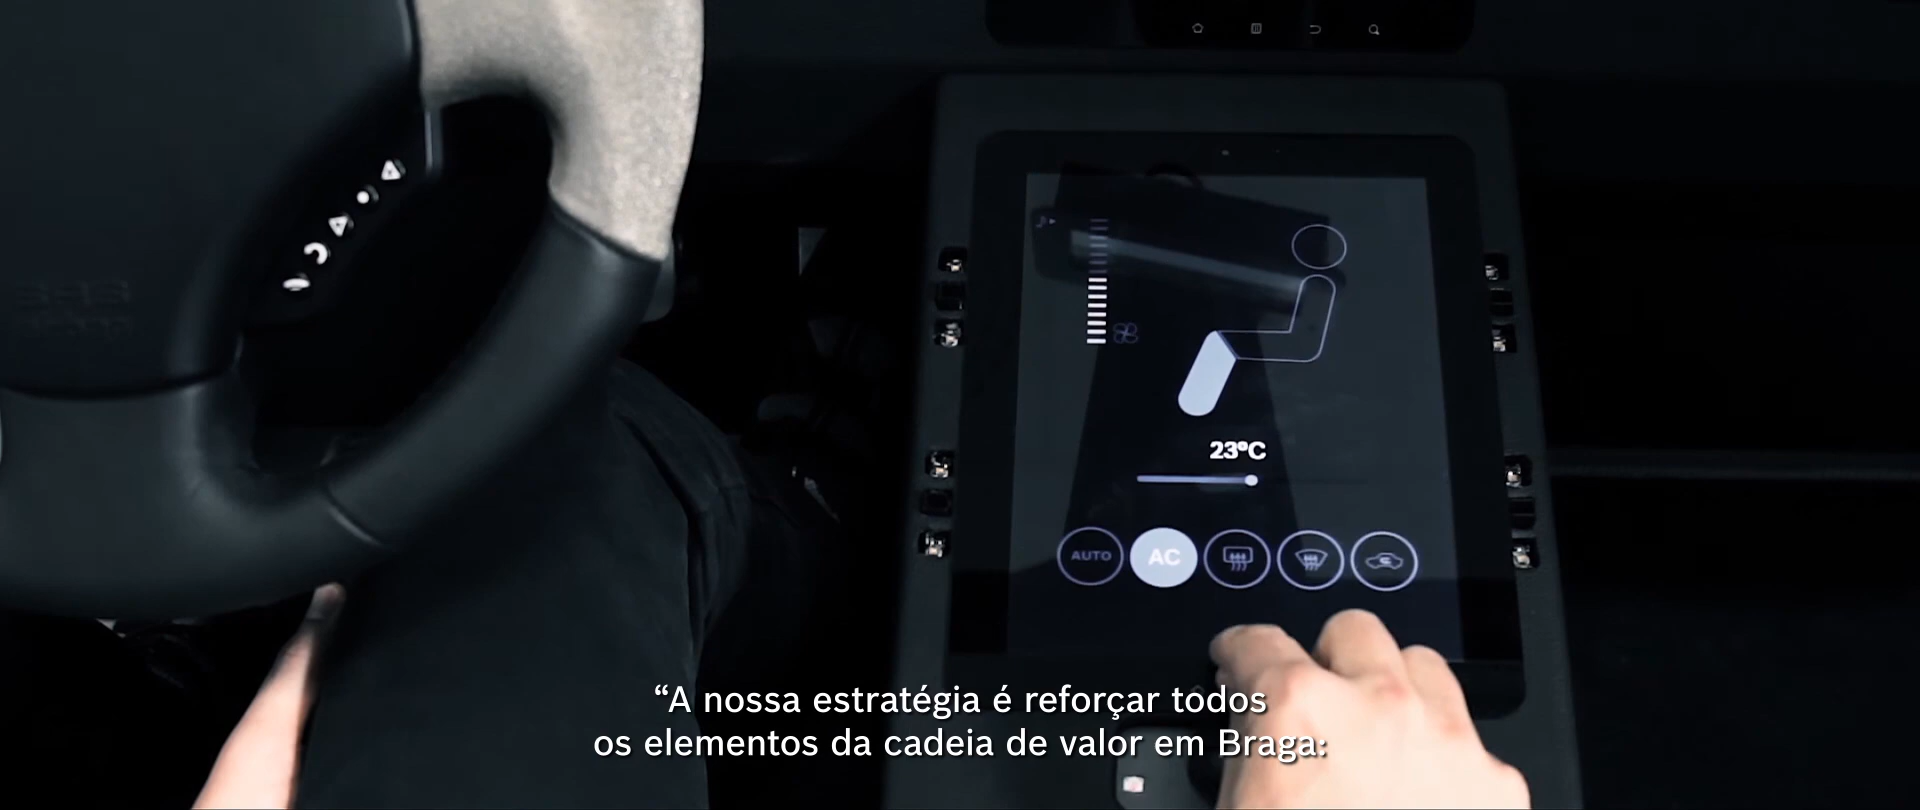 23ºC
AUTO AC
“A nossa estratégia é reforçar todos
os elementos da cadeia de valor em Braga: